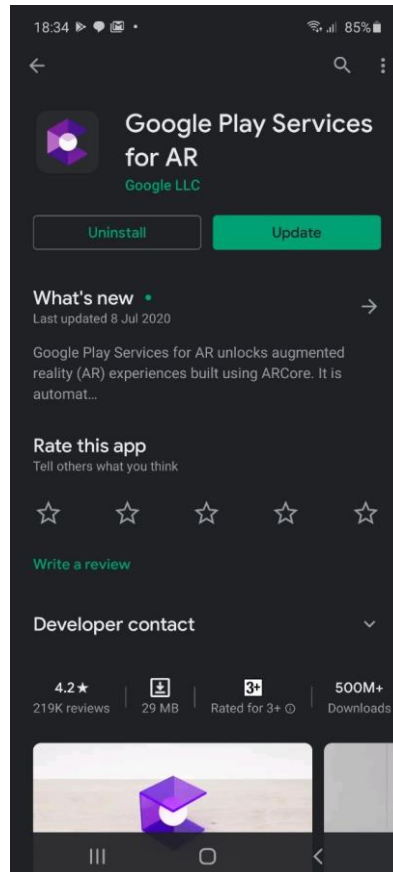 18:34
85%
Google Play Services
for AR
Google LLC
Uninstall
Update
What's new
Last updated 8 Jul 2020
Google Play Services for AR unlocks augmented
reality (AR) experiences built using ARCore. It is
automat...
Rate this app
Tell others what you think
Write a review
Developer contact
4.2★
219K reviews
29 MB
3+
Rated for 3+
500M+
Downloads